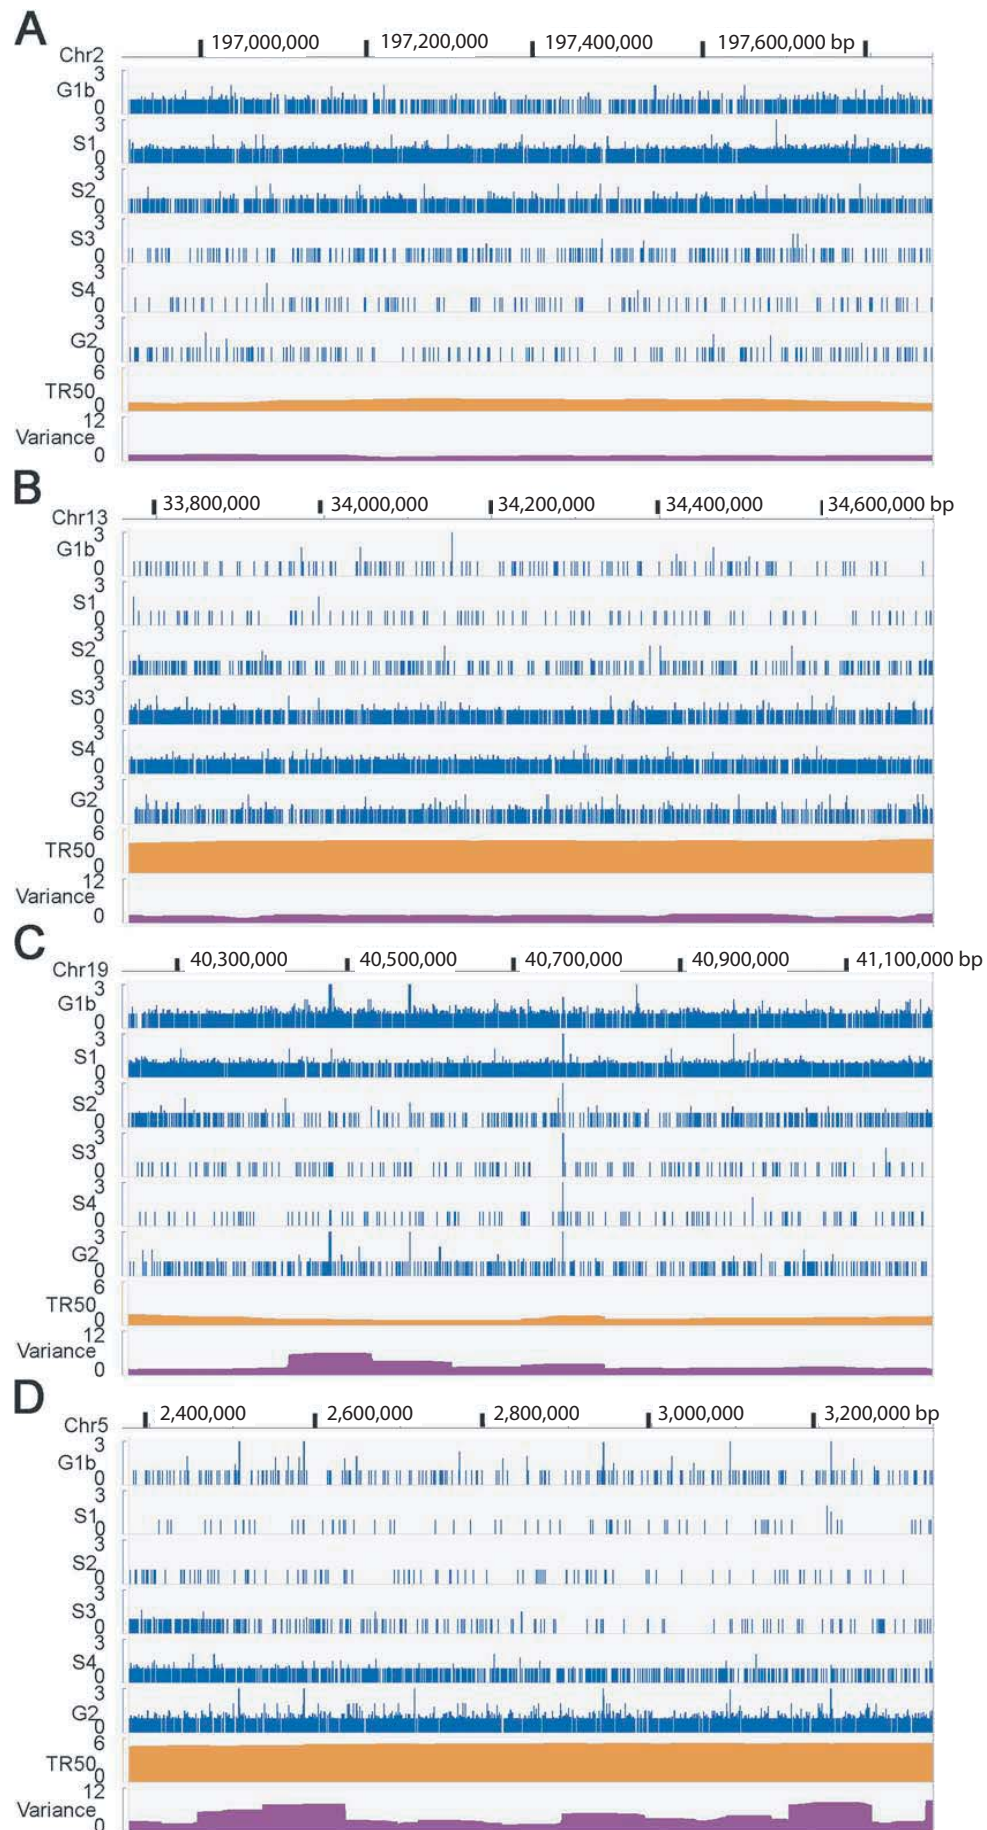 A
Chr2
197,000,000 197,200,000 197,400,000 197,600,000 bp
3
G1b
0
3
S1
0
3
S2
0
3
S3
0
3
S4
0
3
G2
0
6
TR50
0
12
Variance
0
B
Chr13
33,800,000 34,000,000 34,200,000 34,400,000 34,600,000 bp
3
G1b
0
3
S1
0
3
S2
0
3
S3
0
3
S4
0
3
G2
0
6
TR50
0
12
Variance
0
C
Chr19
40,300,000 40,500,000 40,700,000 40,900,000 41,100,000 bp
3
G1b
0
3
S1
0
3
S2
0
3
S3
0
3
S4
0
3
G2
0
6
TR50
0
12
Variance
0
D
Chr5
2,400,000 2,600,000 2,800,000 3,000,000 3,200,000 bp
3
G1b
0
3
S1
0
3
S2
0
3
S3
0
3
S4
0
3
G2
0
6
TR50
0
12
Variance
0